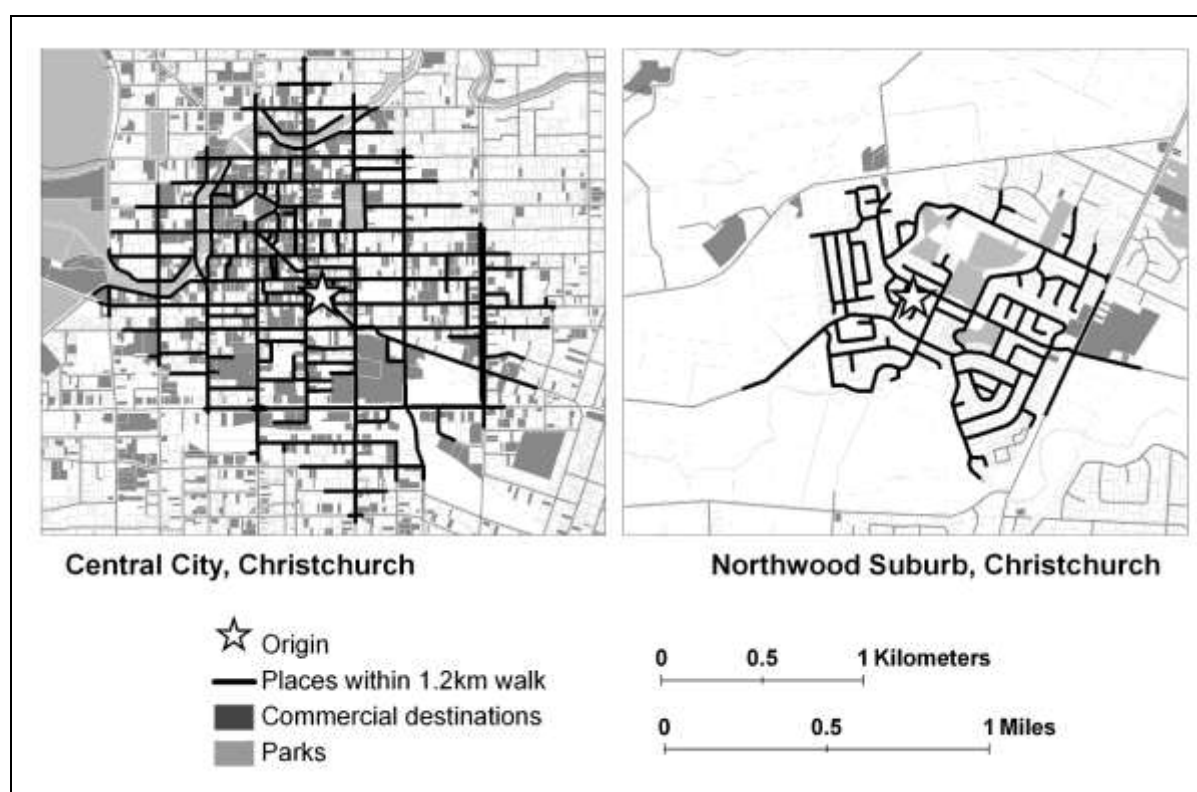 Central City, Christchurch
Northwood Suburb, Christchurch
Origin
Places within 1.2km walk
Commercial destinations
Parks
0 0.5 1 Kilometers
0 0.5 1 Miles